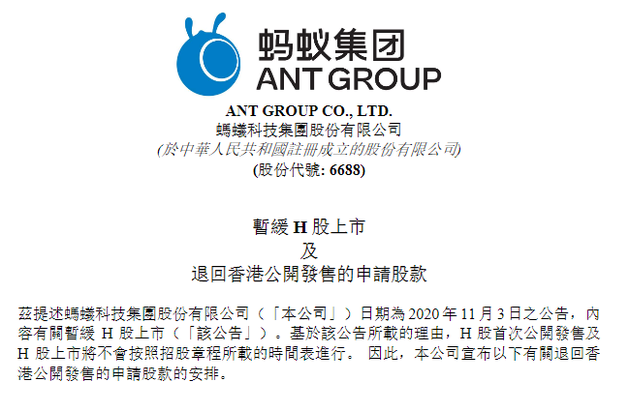 蚂蚁集团
ANT GROUP
ANT GROUP CO., LTD.
螞蟻科技集團股份有限公司
(於中華人民共和國註冊成立的股份有限公司)
(股份代號: 6688)
暫緩 H 股上市
及
退回香港公開發售的申請股款
茲提述螞蟻科技集團股份有限公司（「本公司」）日期為 2020 年 11 月 3 日之公告，內
容有關暫緩 H 股上市（「該公告」）。基於該公告所載的理由，H 股首次公開發售及
H 股上市將不會按照招股章程所載的時間表進行。 因此，本公司宣布以下有關退回香
港公開發售的申請股款的安排。